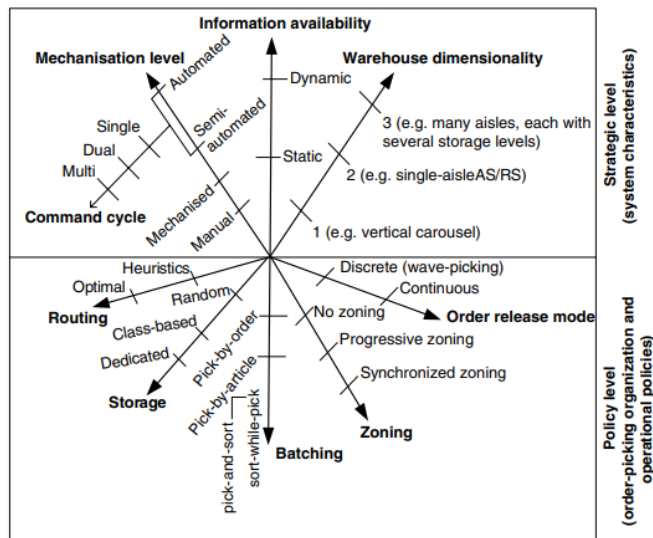 Information availability
Mechanisation level
Warehouse dimensionality
Automated
Dynamic
Semi-
automated
Single
Dual
Multi
Command cycle
3 (e.g. many aisles, each with
several storage levels)
Static
2 (e.g. single-aisleAS/RS)
Mechanised
Manual
1 (e.g. vertical carousel)
Strategic level
(system characteristics)
Heuristics
Optimal
Routing
Random
Class-based
Dedicated
Storage
Pick-by-order
Pick-by-article
pick-and-sort
sort-while-pick
Batching
Discrete (wave-picking)
Continuous
Order release mode
No zoning
Progressive zoning
Synchronized zoning
Zoning
Policy level
(order-picking organization and
operational policies)